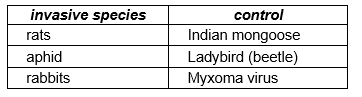 invasive species control
rats Indian mongoose
aphid Ladybird (beetle)
rabbits Myxoma virus